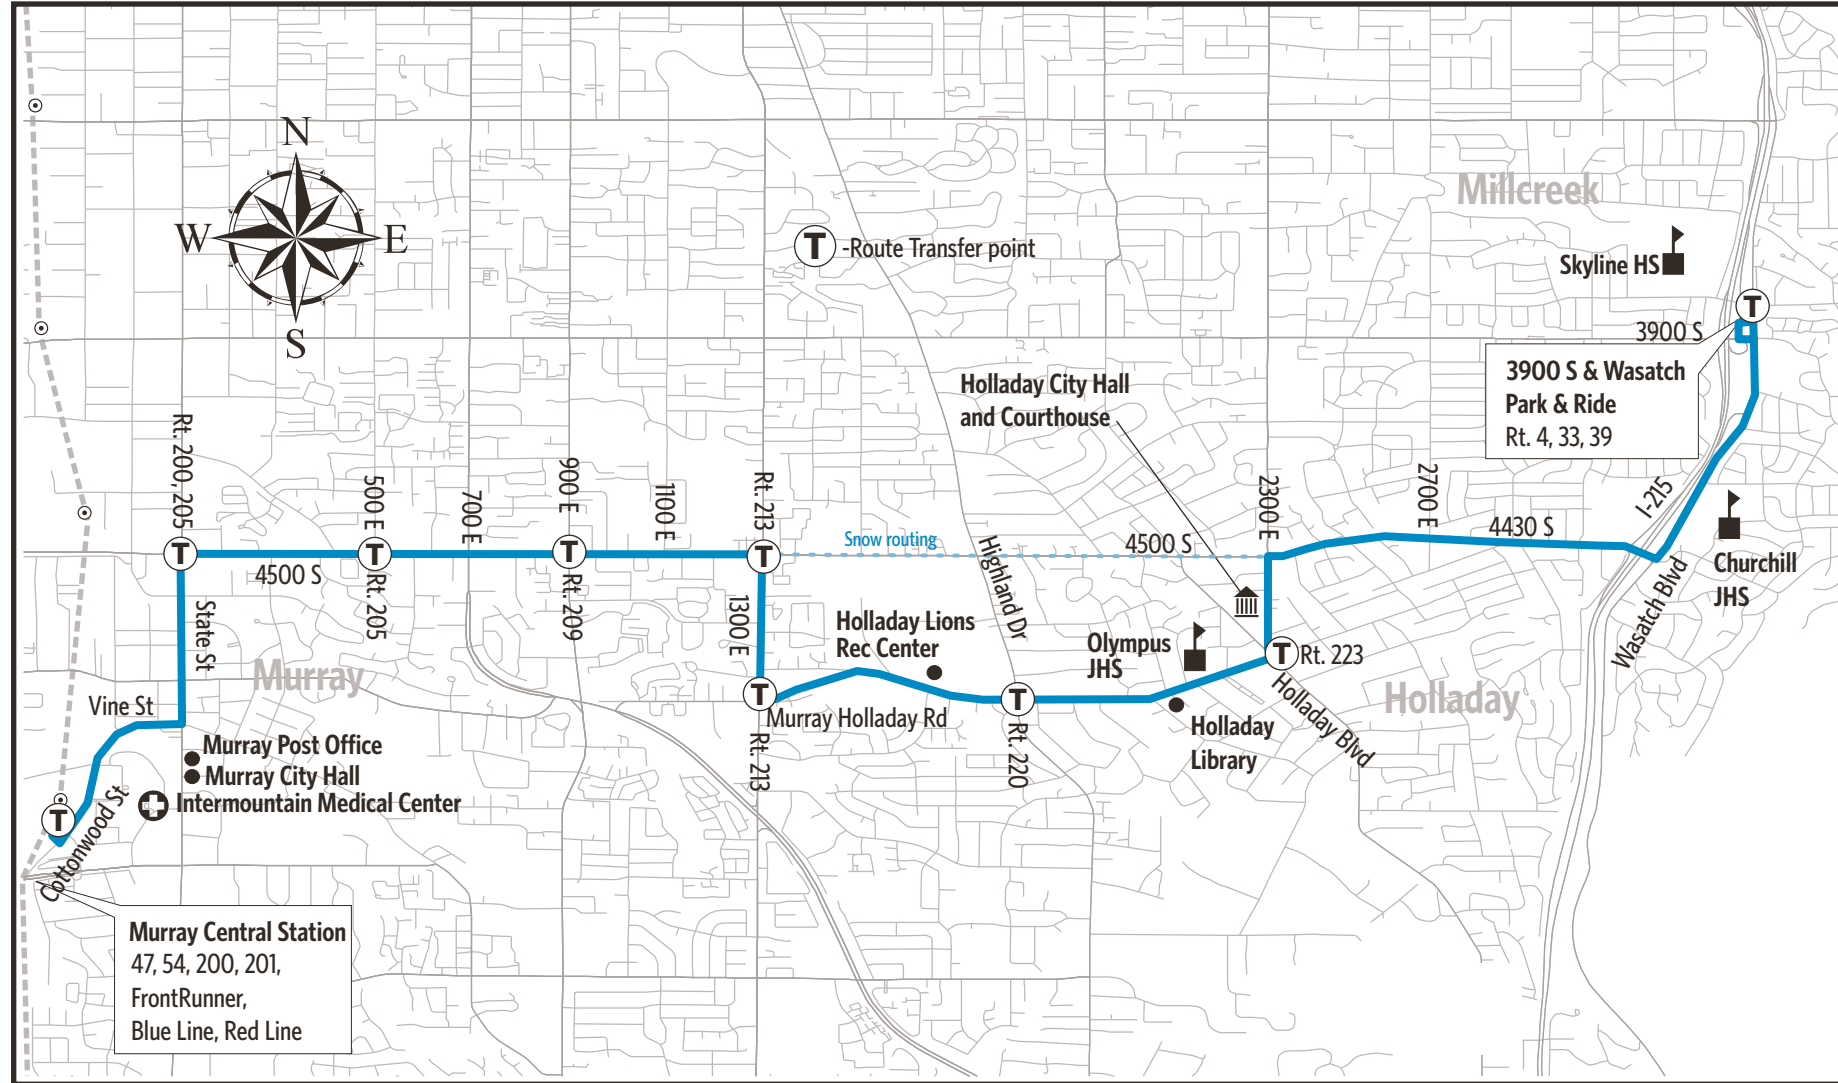 N
W
E
S
T
-Route Transfer point
Millcreek
Skyline HS
T
3900 S
3900 S & Wasatch
Park & Ride
Rt. 4, 33, 39
Holladay City Hall
and Courthouse
Rt. 200, 205
500 E
700 E
900 E
1100 E
Rt. 213
2300 E
2700 E
I-215
T
T
T
T
4500 S
Rt. 205
Rt. 209
Snow routing
Highland Dr
4500 S
4430 S
Churchill
JHS
Wasatch Blvd
State St
1300 E
Holladay Lions
Rec Center
Olympus
JHS
T
Rt. 223
Holladay Blvd
Holladay
Murray
Vine St
T
Murray Holladay Rd
Rt. 213
T
Rt. 220
Holladay
Library
Murray Post Office
Murray City Hall
Intermountain Medical Center
T
Cottonwood St
Murray Central Station
47, 54, 200, 201,
FrontRunner,
Blue Line, Red Line